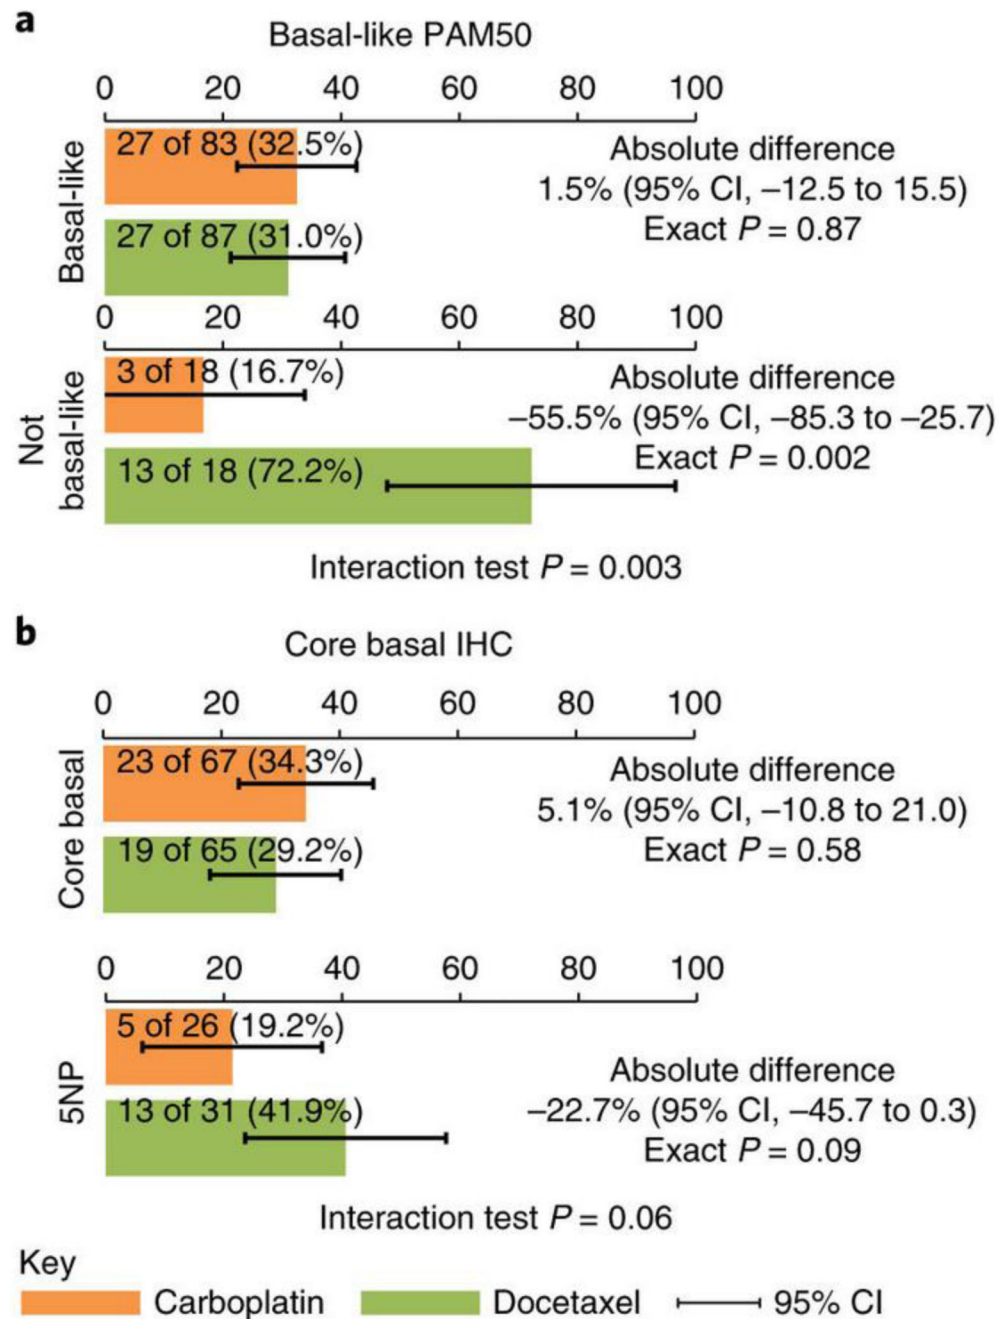 a
Basal-like PAM50
0 20 40 60 80 100
Basal-like
27 of 83 (32.5%)
27 of 87 (31.0%)
Absolute difference
1.5% (95% CI, –12.5 to 15.5)
Exact P = 0.87
0 20 40 60 80 100
Not
basal-like
3 of 18 (16.7%)
13 of 18 (72.2%)
Absolute difference
–55.5% (95% CI, –85.3 to –25.7)
Exact P = 0.002
Interaction test P = 0.003
b
Core basal IHC
0 20 40 60 80 100
Core basal
23 of 67 (34.3%)
19 of 65 (29.2%)
Absolute difference
5.1% (95% CI, –10.8 to 21.0)
Exact P = 0.58
0 20 40 60 80 100
5NP
5 of 26 (19.2%)
13 of 31 (41.9%)
Absolute difference
–22.7% (95% CI, –45.7 to 0.3)
Exact P = 0.09
Interaction test P = 0.06
Key
Carboplatin Docetaxel 95% CI